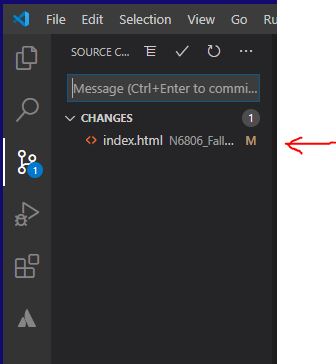 File Edit Selection View Go Ru
SOURCE C...
Message (Ctrl+Enter to commi...
CHANGES 1
index.html N6806_Fall... M
1